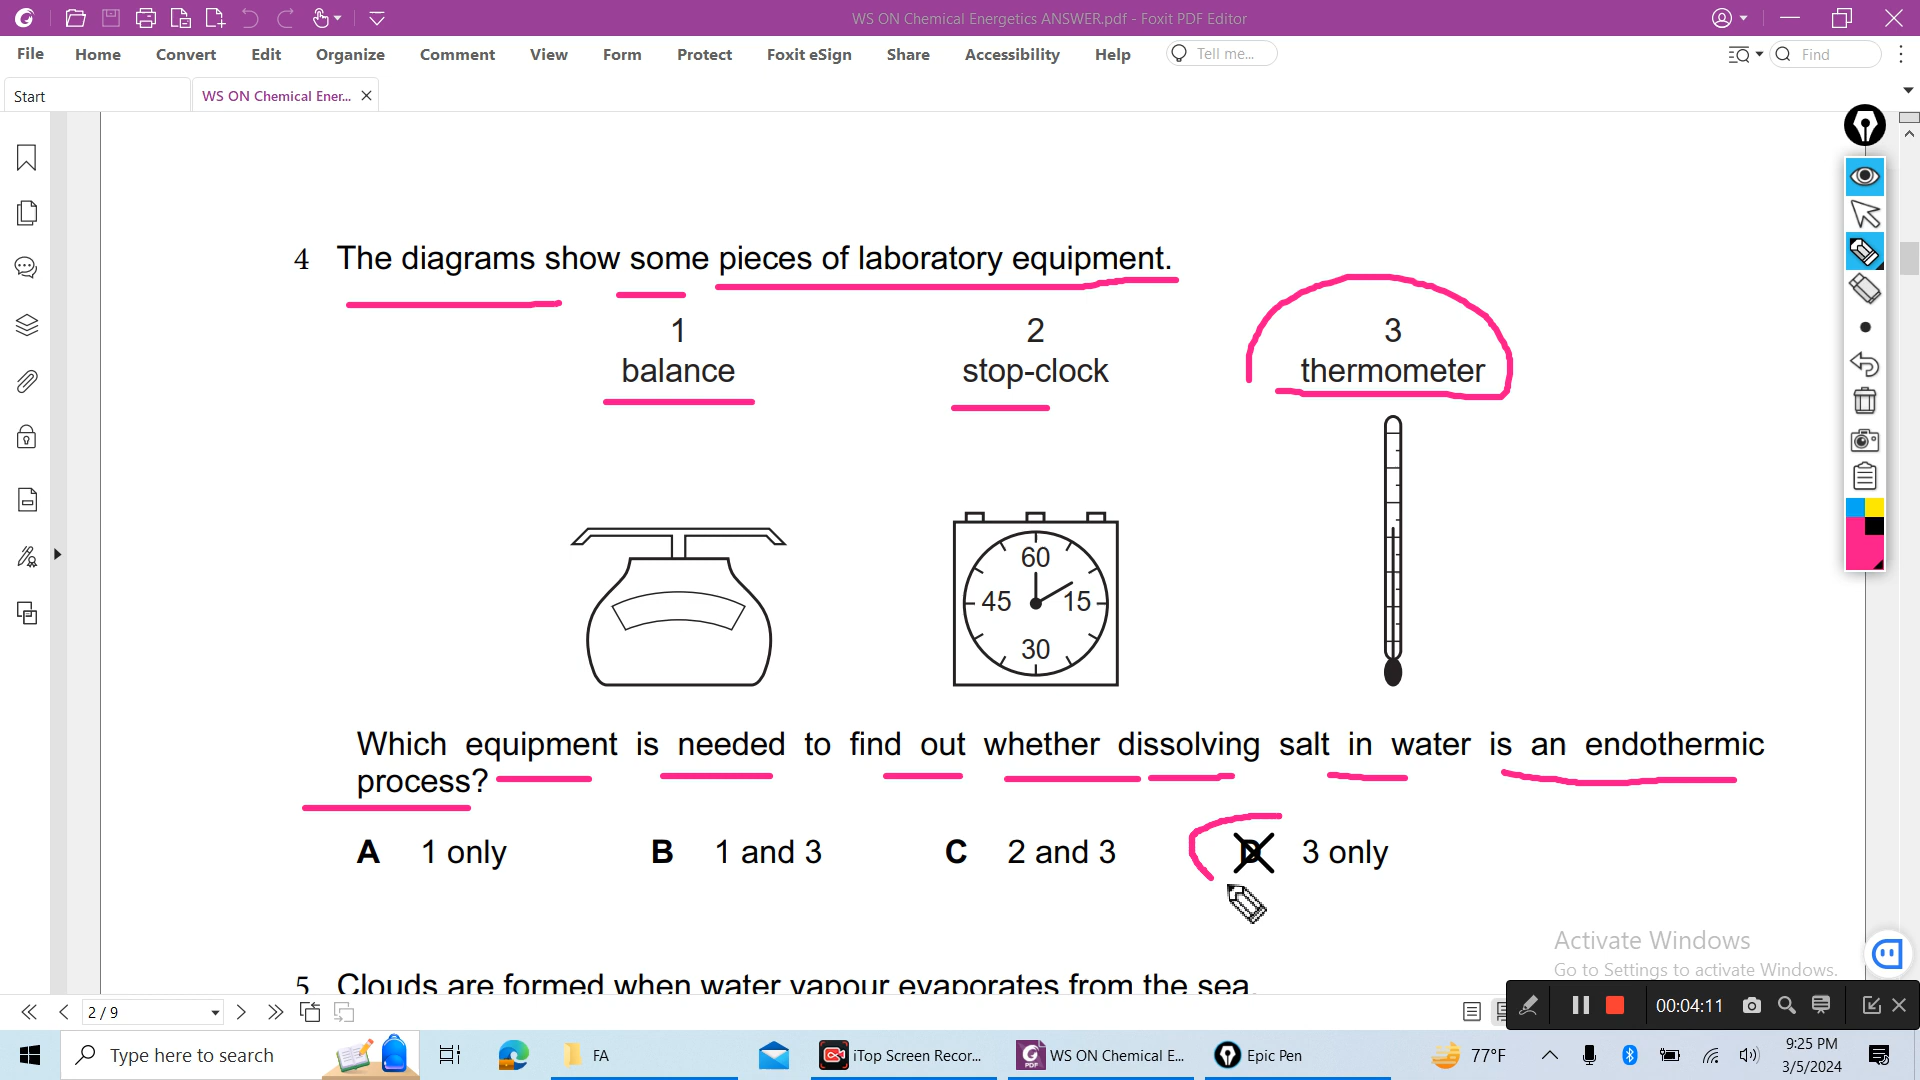 WS ON Chemical Energetics ANSWER.pdf - Foxit PDF Editor
File Home Convert Edit Organize Comment View Form Protect Foxit eSign Share Accessibility Help Tell me... Find
Start WS ON Chemical Ener...
4 The diagrams show some pieces of laboratory equipment.
1 2 3
balance stop-clock thermometer
60
45 15
30
Which equipment is needed to find out whether dissolving salt in water is an endothermic
process?
A 1 only B 1 and 3 C 2 and 3 D 3 only
Activate Windows
Go to Settings to activate Windows.
5 Clouds are formed when water vapour evaporates from the sea.
2 / 9
00:04:11
Type here to search FA iTop Screen Recor... WS ON Chemical E... Epic Pen 77°F
9:25 PM
3/5/2024